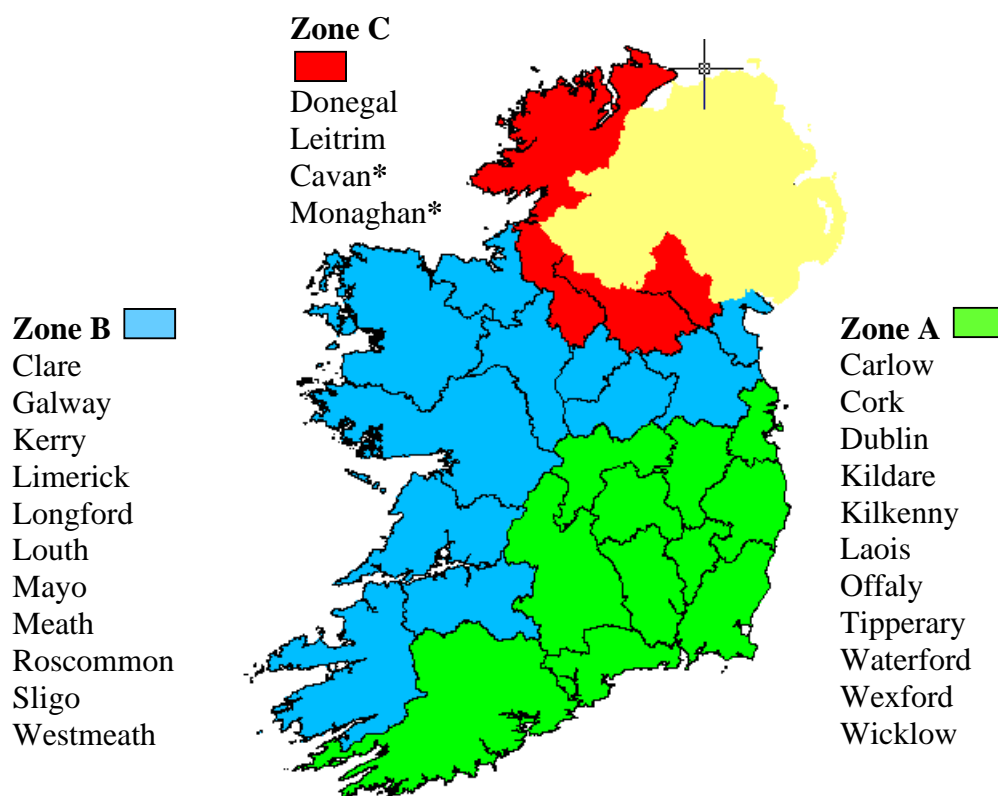 Zone C
Donegal
Leitrim
Cavan*
Monaghan*
Zone B
Clare
Galway
Kerry
Limerick
Longford
Louth
Mayo
Meath
Roscommon
Sligo
Westmeath
Zone A
Carlow
Cork
Dublin
Kildare
Kilkenny
Laois
Offaly
Tipperary
Waterford
Wexford
Wicklow